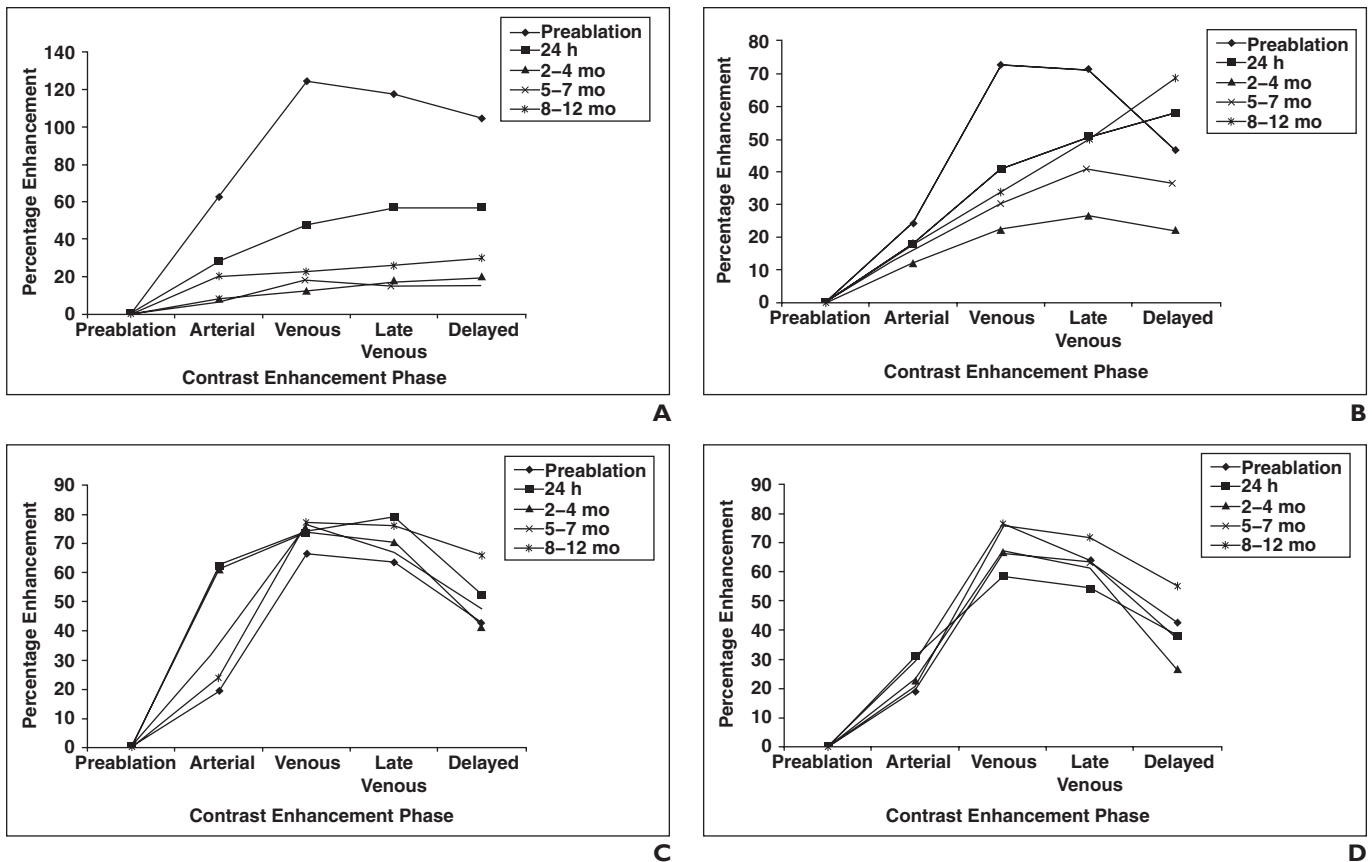 Percentage Enhancement
140
120
100
80
60
40
20
0
Preablation
Arterial
Venous
Late
Venous
Delayed
Contrast Enhancement Phase
Preablation
24 h
2–4 mo
5–7 mo
8–12 mo
A
Percentage Enhancement
80
70
60
50
40
30
20
10
0
Preablation
Arterial
Venous
Late
Venous
Delayed
Contrast Enhancement Phase
Preablation
24 h
2–4 mo
5–7 mo
8–12 mo
B
Percentage Enhancement
90
80
70
60
50
40
30
20
10
0
Preablation
Arterial
Venous
Late
Venous
Delayed
Contrast Enhancement Phase
Preablation
24 h
2–4 mo
5–7 mo
8–12 mo
C
Percentage Enhancement
90
80
70
60
50
40
30
20
10
0
Preablation
Arterial
Venous
Late
Venous
Delayed
Contrast Enhancement Phase
Preablation
24 h
2–4 mo
5–7 mo
8–12 mo
D